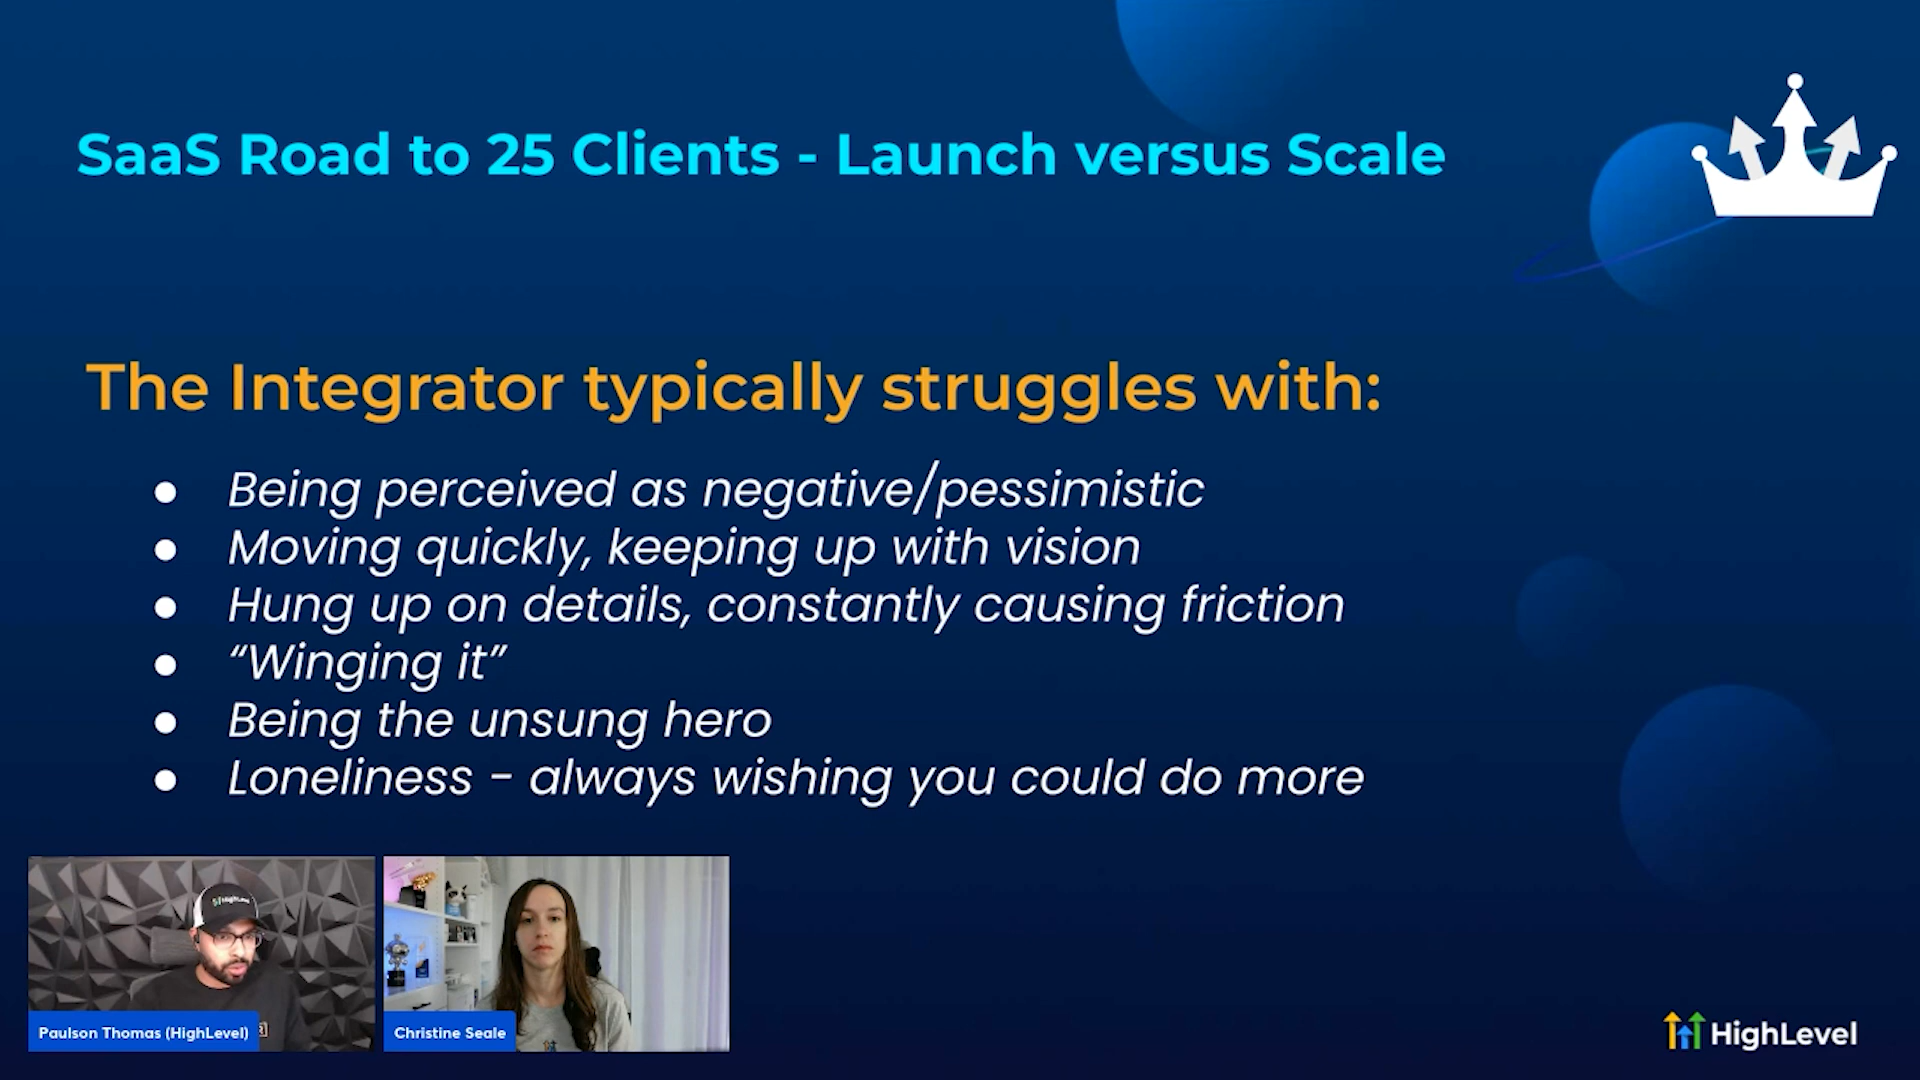 SaaS Road to 25 Clients - Launch versus Scale
The Integrator typically struggles with:
● Being perceived as negative/pessimistic
● Moving quickly, keeping up with vision
● Hung up on details, constantly causing friction
● “Winging it”
● Being the unsung hero
● Loneliness - always wishing you could do more
HighLevel
Paulson Thomas (HighLevel)
Christine Seale
HighLevel